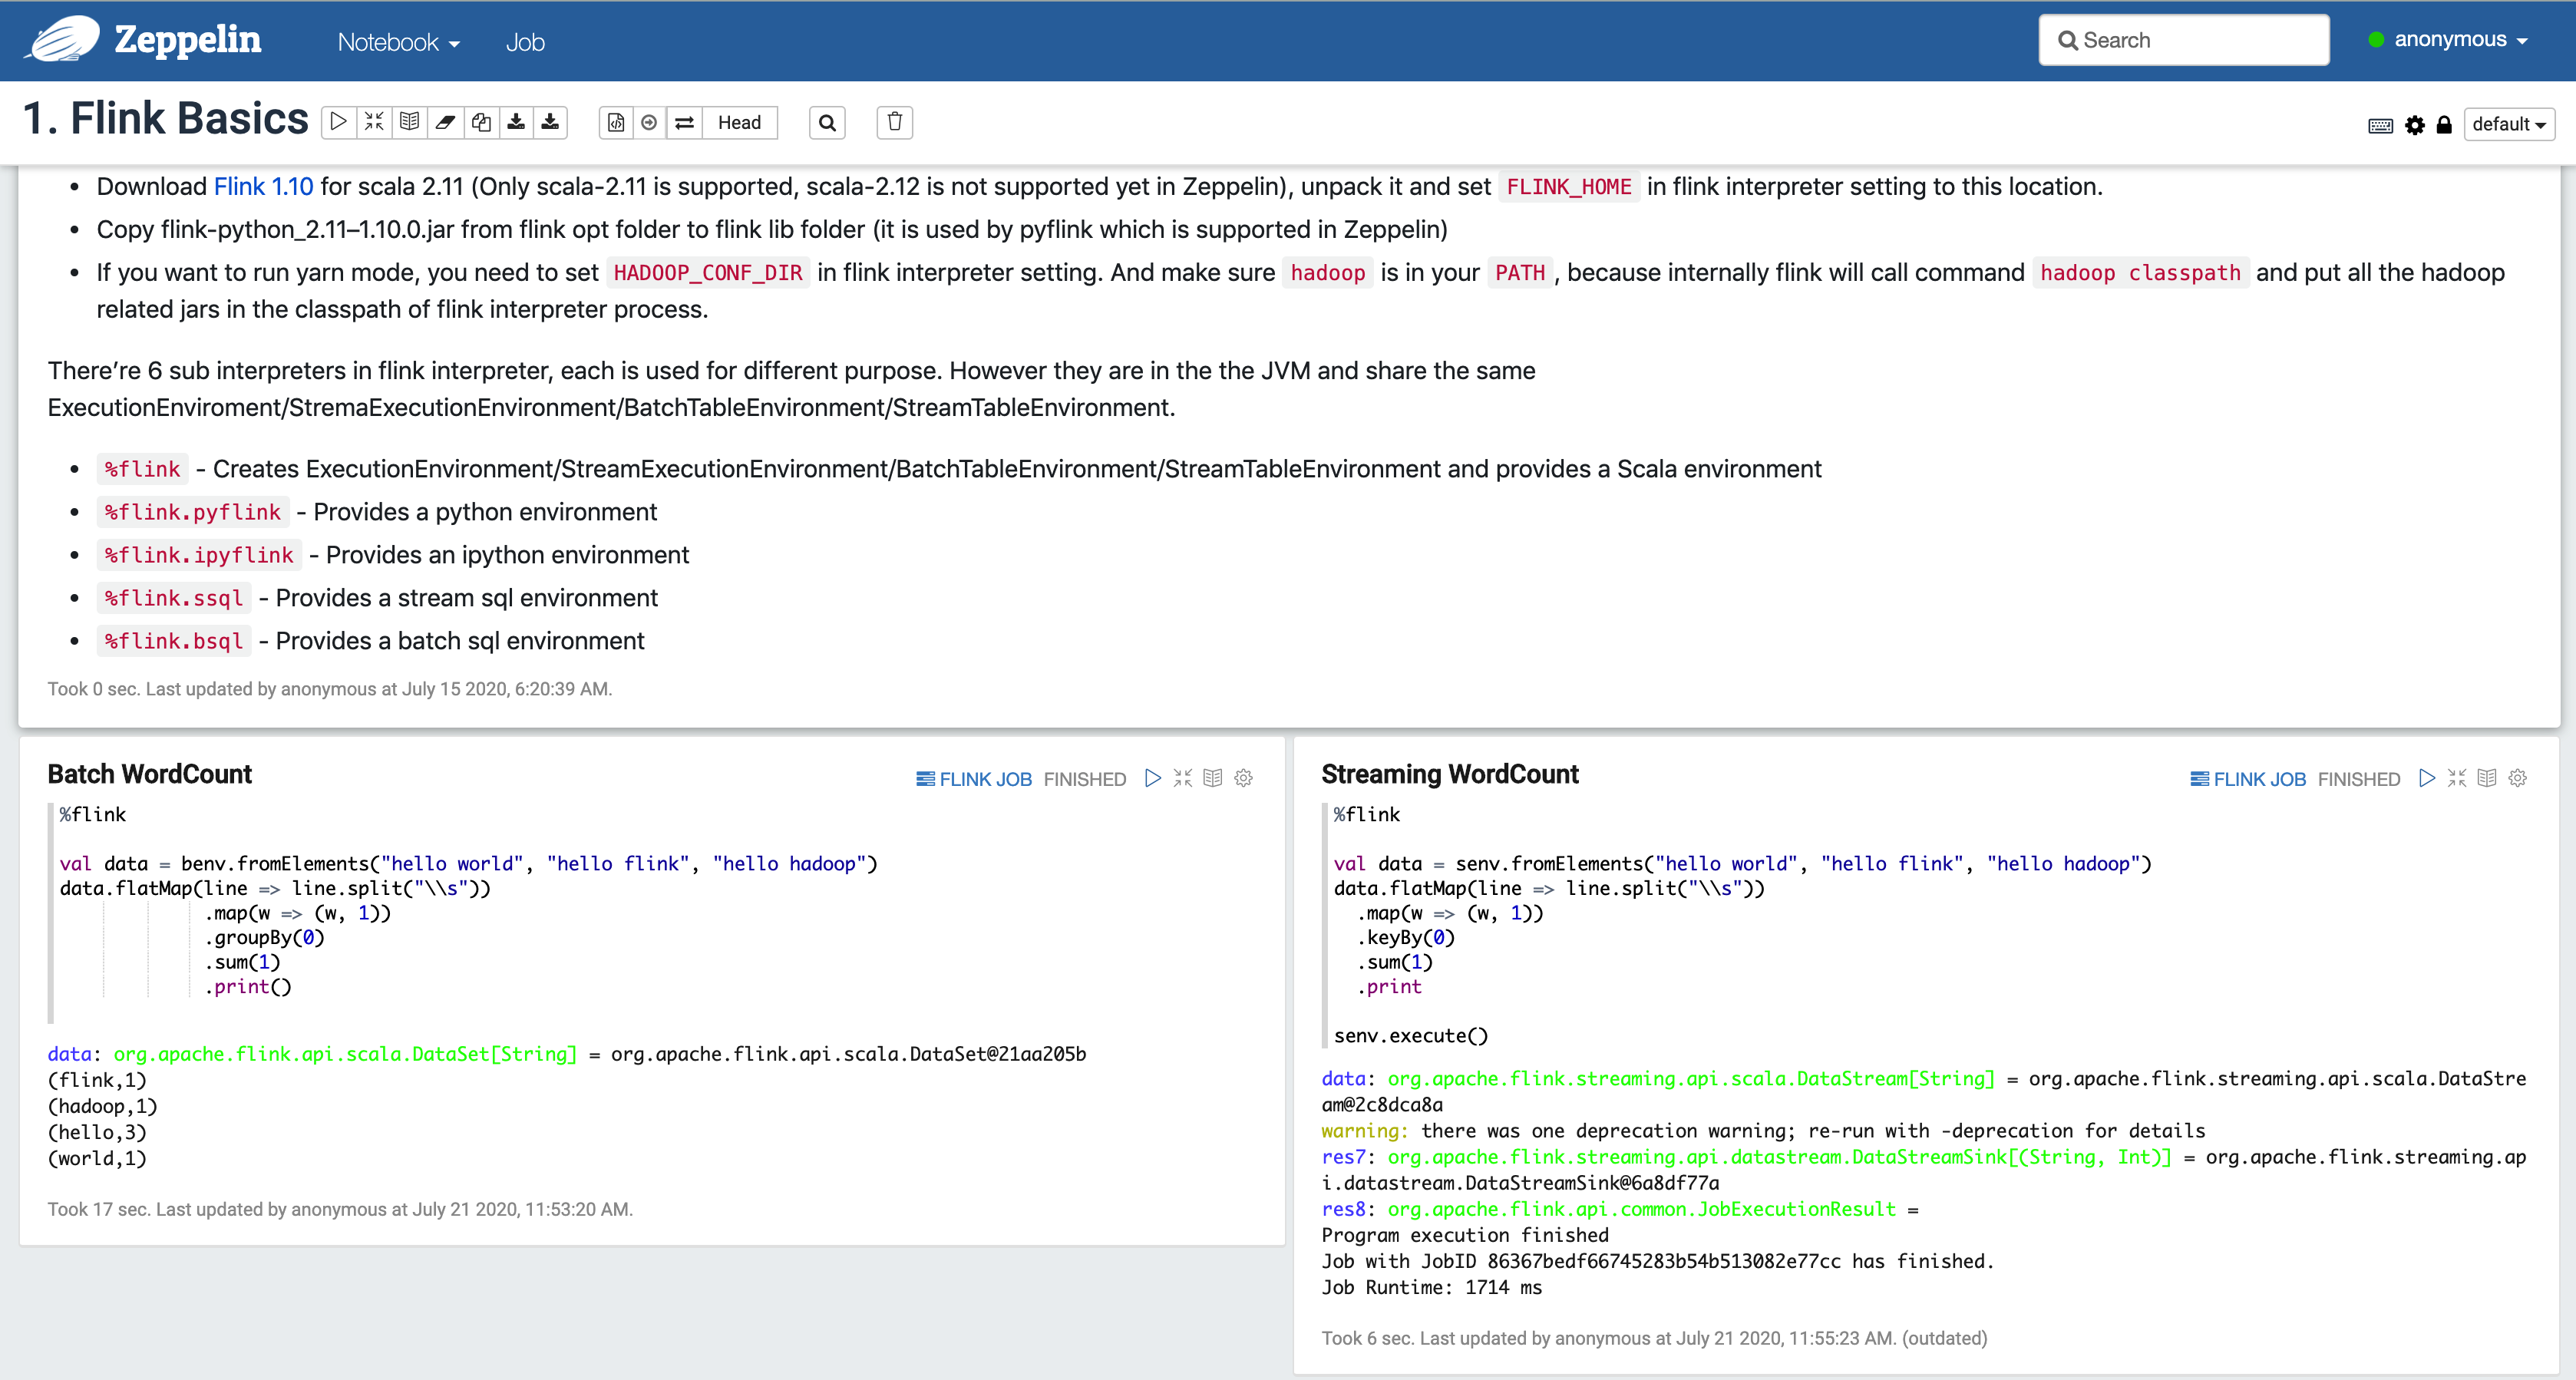 Zeppelin Notebook Job Search anonymous
1. Flink Basics Head default
• Download Flink 1.10 for scala 2.11 (Only scala-2.11 is supported, scala-2.12 is not supported yet in Zeppelin), unpack it and set FLINK_HOME in flink interpreter setting to this location.
• Copy flink-python_2.11–1.10.0.jar from flink opt folder to flink lib folder (it is used by pyflink which is supported in Zeppelin)
• If you want to run yarn mode, you need to set HADOOP_CONF_DIR in flink interpreter setting. And make sure hadoop is in your PATH , because internally flink will call command hadoop classpath and put all the hadoop
related jars in the classpath of flink interpreter process.
There’re 6 sub interpreters in flink interpreter, each is used for different purpose. However they are in the the JVM and share the same
ExecutionEnviroment/StremaExecutionEnvironment/BatchTableEnvironment/StreamTableEnvironment.
• %flink - Creates ExecutionEnvironment/StreamExecutionEnvironment/BatchTableEnvironment/StreamTableEnvironment and provides a Scala environment
• %flink.pyflink - Provides a python environment
• %flink.ipyflink - Provides an ipython environment
• %flink.ssql - Provides a stream sql environment
• %flink.bsql - Provides a batch sql environment
Took 0 sec. Last updated by anonymous at July 15 2020, 6:20:39 AM.
Batch WordCount FLINK JOB FINISHED
%flink
val data = benv.fromElements("hello world", "hello flink", "hello hadoop")
data.flatMap(line => line.split("\\s"))
.map(w => (w, 1))
.groupBy(0)
.sum(1)
.print()
data: org.apache.flink.api.scala.DataSet[String] = org.apache.flink.api.scala.DataSet@21aa205b
(flink,1)
(hadoop,1)
(hello,3)
(world,1)
Took 17 sec. Last updated by anonymous at July 21 2020, 11:53:20 AM.
Streaming WordCount FLINK JOB FINISHED
%flink
val data = senv.fromElements("hello world", "hello flink", "hello hadoop")
data.flatMap(line => line.split("\\s"))
.map(w => (w, 1))
.keyBy(0)
.sum(1)
.print
senv.execute()
data: org.apache.flink.streaming.api.scala.DataStream[String] = org.apache.flink.streaming.api.scala.DataStre
am@2c8dca8a
warning: there was one deprecation warning; re-run with -deprecation for details
res7: org.apache.flink.streaming.api.datastream.DataStreamSink[(String, Int)] = org.apache.flink.streaming.ap
i.datastream.DataStreamSink@6a8df77a
res8: org.apache.flink.api.common.JobExecutionResult =
Program execution finished
Job with JobID 86367bedf66745283b54b513082e77cc has finished.
Job Runtime: 1714 ms
Took 6 sec. Last updated by anonymous at July 21 2020, 11:55:23 AM. (outdated)